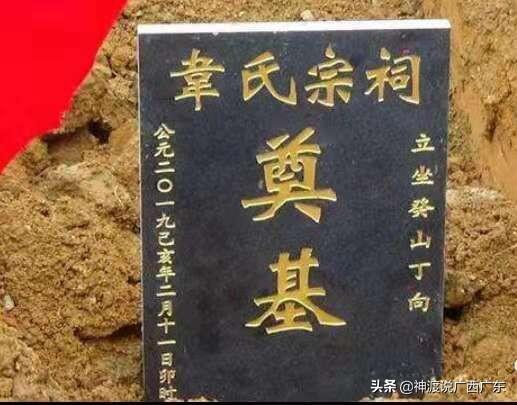 韋氏宗祠
立坐癸山丁向
奠基
公元二〇一九己亥年二月十一日卯时
头条 @神渡说广西广东